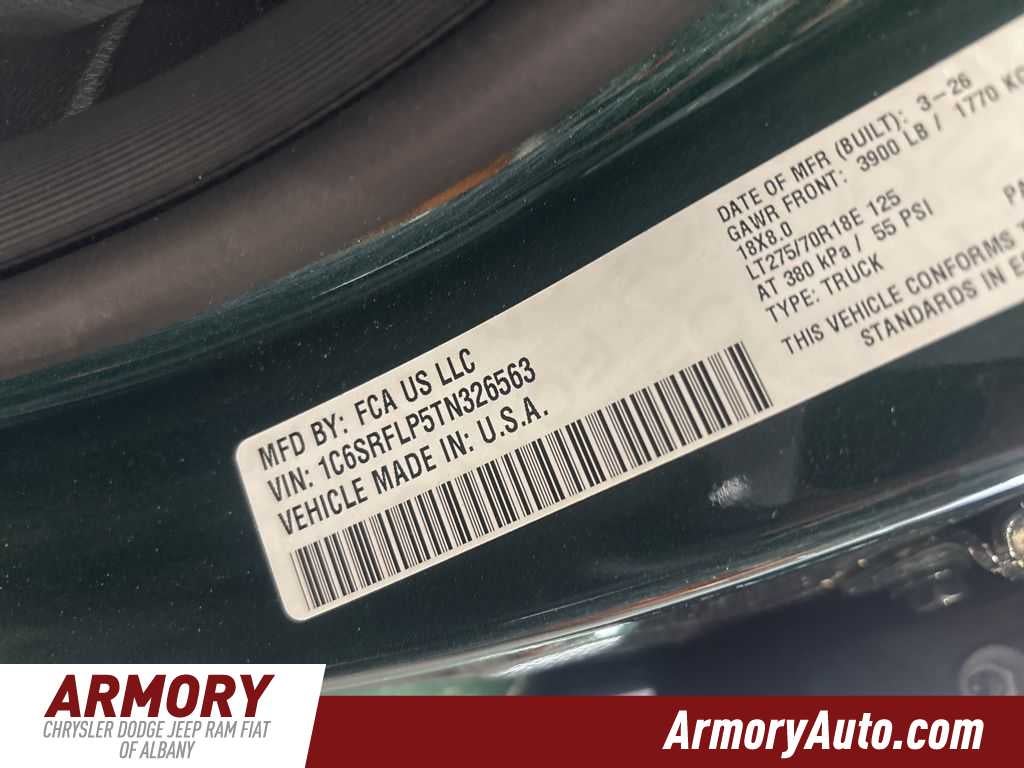 DATE OF MFR (BUILT): 3-26
GAWR FRONT: 3900 LB / 1770 KG
18X8.0
LT275/70R18E 125
AT 380 kPa / 55 PSI
TYPE: TRUCK
THIS VEHICLE CONFORMS
STANDARDS IN
MFD BY: FCA US LLC
VIN: 1C6SRFLP5TN326563
VEHICLE MADE IN: U.S.A.
ARMORY
CHRYSLER DODGE JEEP RAM FIAT
OF ALBANY
ArmoryAuto.com